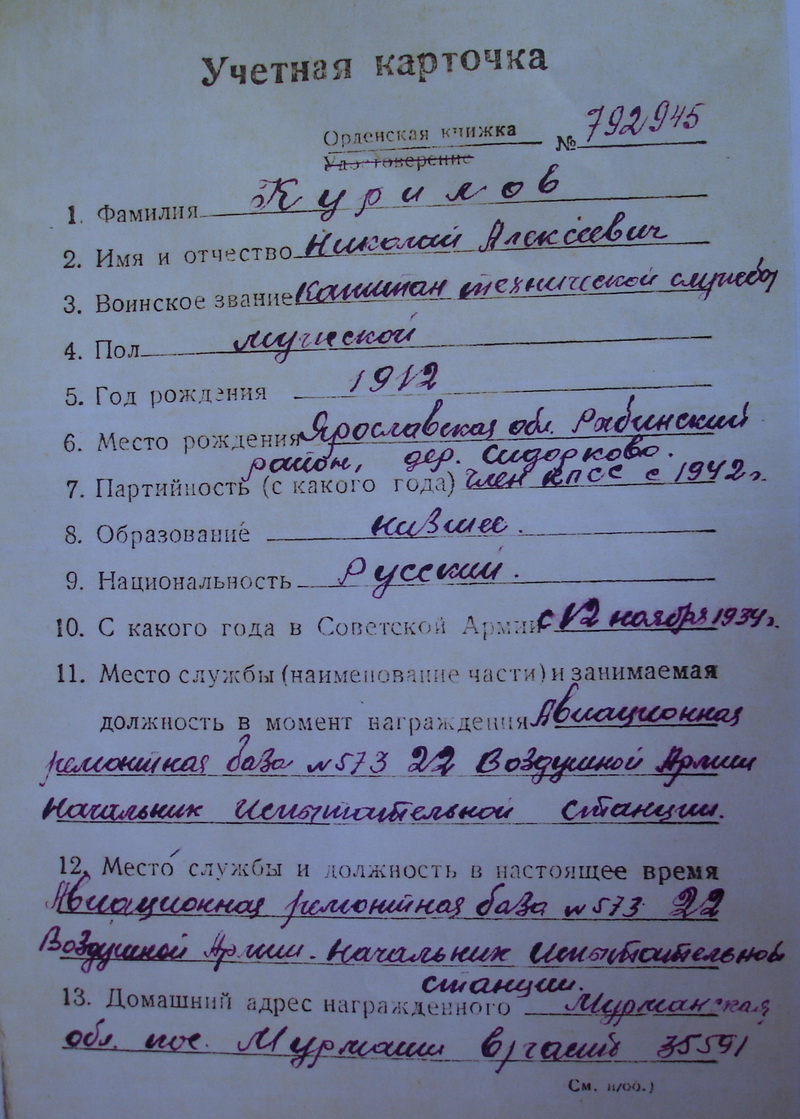 Учетная карточка
Орденская книжка № 792945
Удостоверение
1. Фамилия Курилов
2. Имя и отчество Николай Алексеевич
3. Воинское звание Капитан технической службы
4. Пол мужской
5. Год рождения 1912
6. Место рождения Ярославская обл. Рябинский
район, дер. Сидорково.
7. Партийность (с какого года) член КПСС с 1942 г.
8. Образование низшее.
9. Национальность Русский.
10. С какого года в Советской Армии с 12 ноября 1934 г.
11. Место службы (наименование части) и занимаемая
должность в момент награждения Авиационная
ремонтная база № 573 22 Воздушной Армии
Начальник Испытательной Станции.
12. Место службы и должность в настоящее время
Авиационная ремонтная база № 573 22
Воздушной Армии. Начальник Испытательной
станции.
13. Домашний адрес награжденного Мурманская
обл. пос. Мурмаши в/часть 35591
См. н/об.)